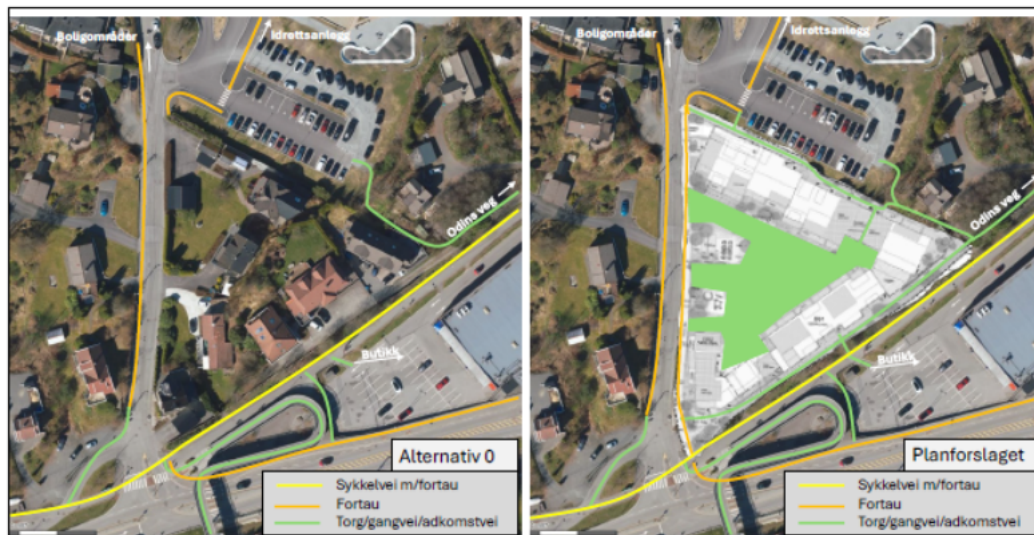 Boligområder
Idrettsanlegg
Odins veg
Butikk
Alternativ 0
Sykkelvei m/fortau
Fortau
Torg/gangvei/adkomstvei
Boligområder
Idrettsanlegg
Odins veg
Butikk
Planforslaget
Sykkelvei m/fortau
Fortau
Torg/gangvei/adkomstvei